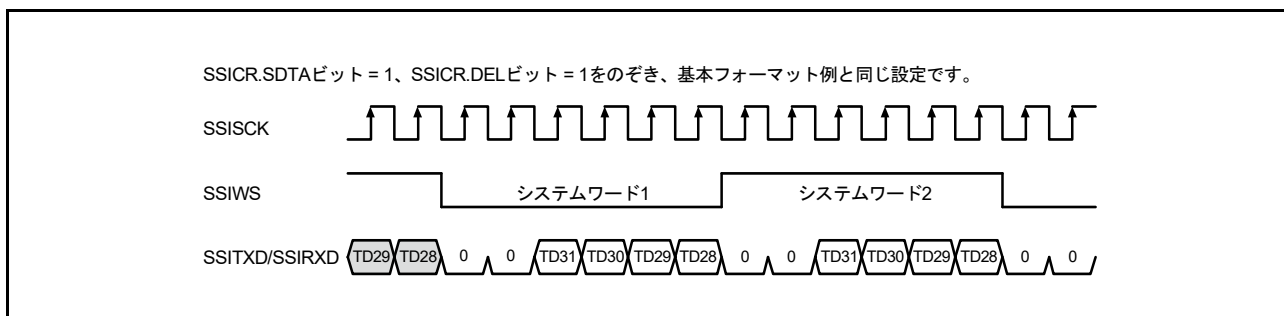 SSICR.SDTAビット = 1、SSICR.DELビット = 1をのぞき、基本フォーマット例と同じ設定です。
SSISCK
SSIWS システムワード1 システムワード2
SSITXD/SSIRXD TD29 TD28 0 0 TD31 TD30 TD29 TD28 0 0 TD31 TD30 TD29 TD28 0 0